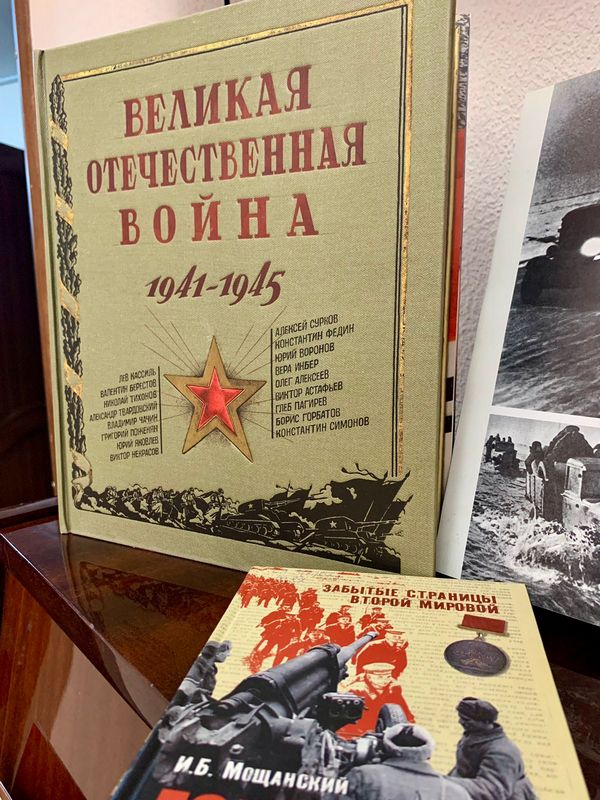 ВЕЛИКАЯ
ОТЕЧЕСТВЕННАЯ
ВОЙНА
1941-1945
ЛЕВ КАССИЛЬ
ВАЛЕНТИН БЕРЕСТОВ
НИКОЛАЙ ТИХОНОВ
АЛЕКСАНДР ТВАРДОВСКИЙ
ВЛАДИМИР ЧАЧИН
ГРИГОРИЙ ПОЖЕНЯН
ЮРИЙ ЯКОВЛЕВ
ВИКТОР НЕКРАСОВ
АЛЕКСЕЙ СУРКОВ
КОНСТАНТИН ФЕДИН
ЮРИЙ ВОРОНОВ
ВЕРА ИНБЕР
ОЛЕГ АЛЕКСЕЕВ
ВИКТОР АСТАФЬЕВ
ГЛЕБ ПАГИРЕВ
БОРИС ГОРБАТОВ
КОНСТАНТИН СИМОНОВ
ЗАБЫТЫЕ СТРАНИЦЫ
ВТОРОЙ МИРОВОЙ
И.Б. МОЩАНСКИЙ